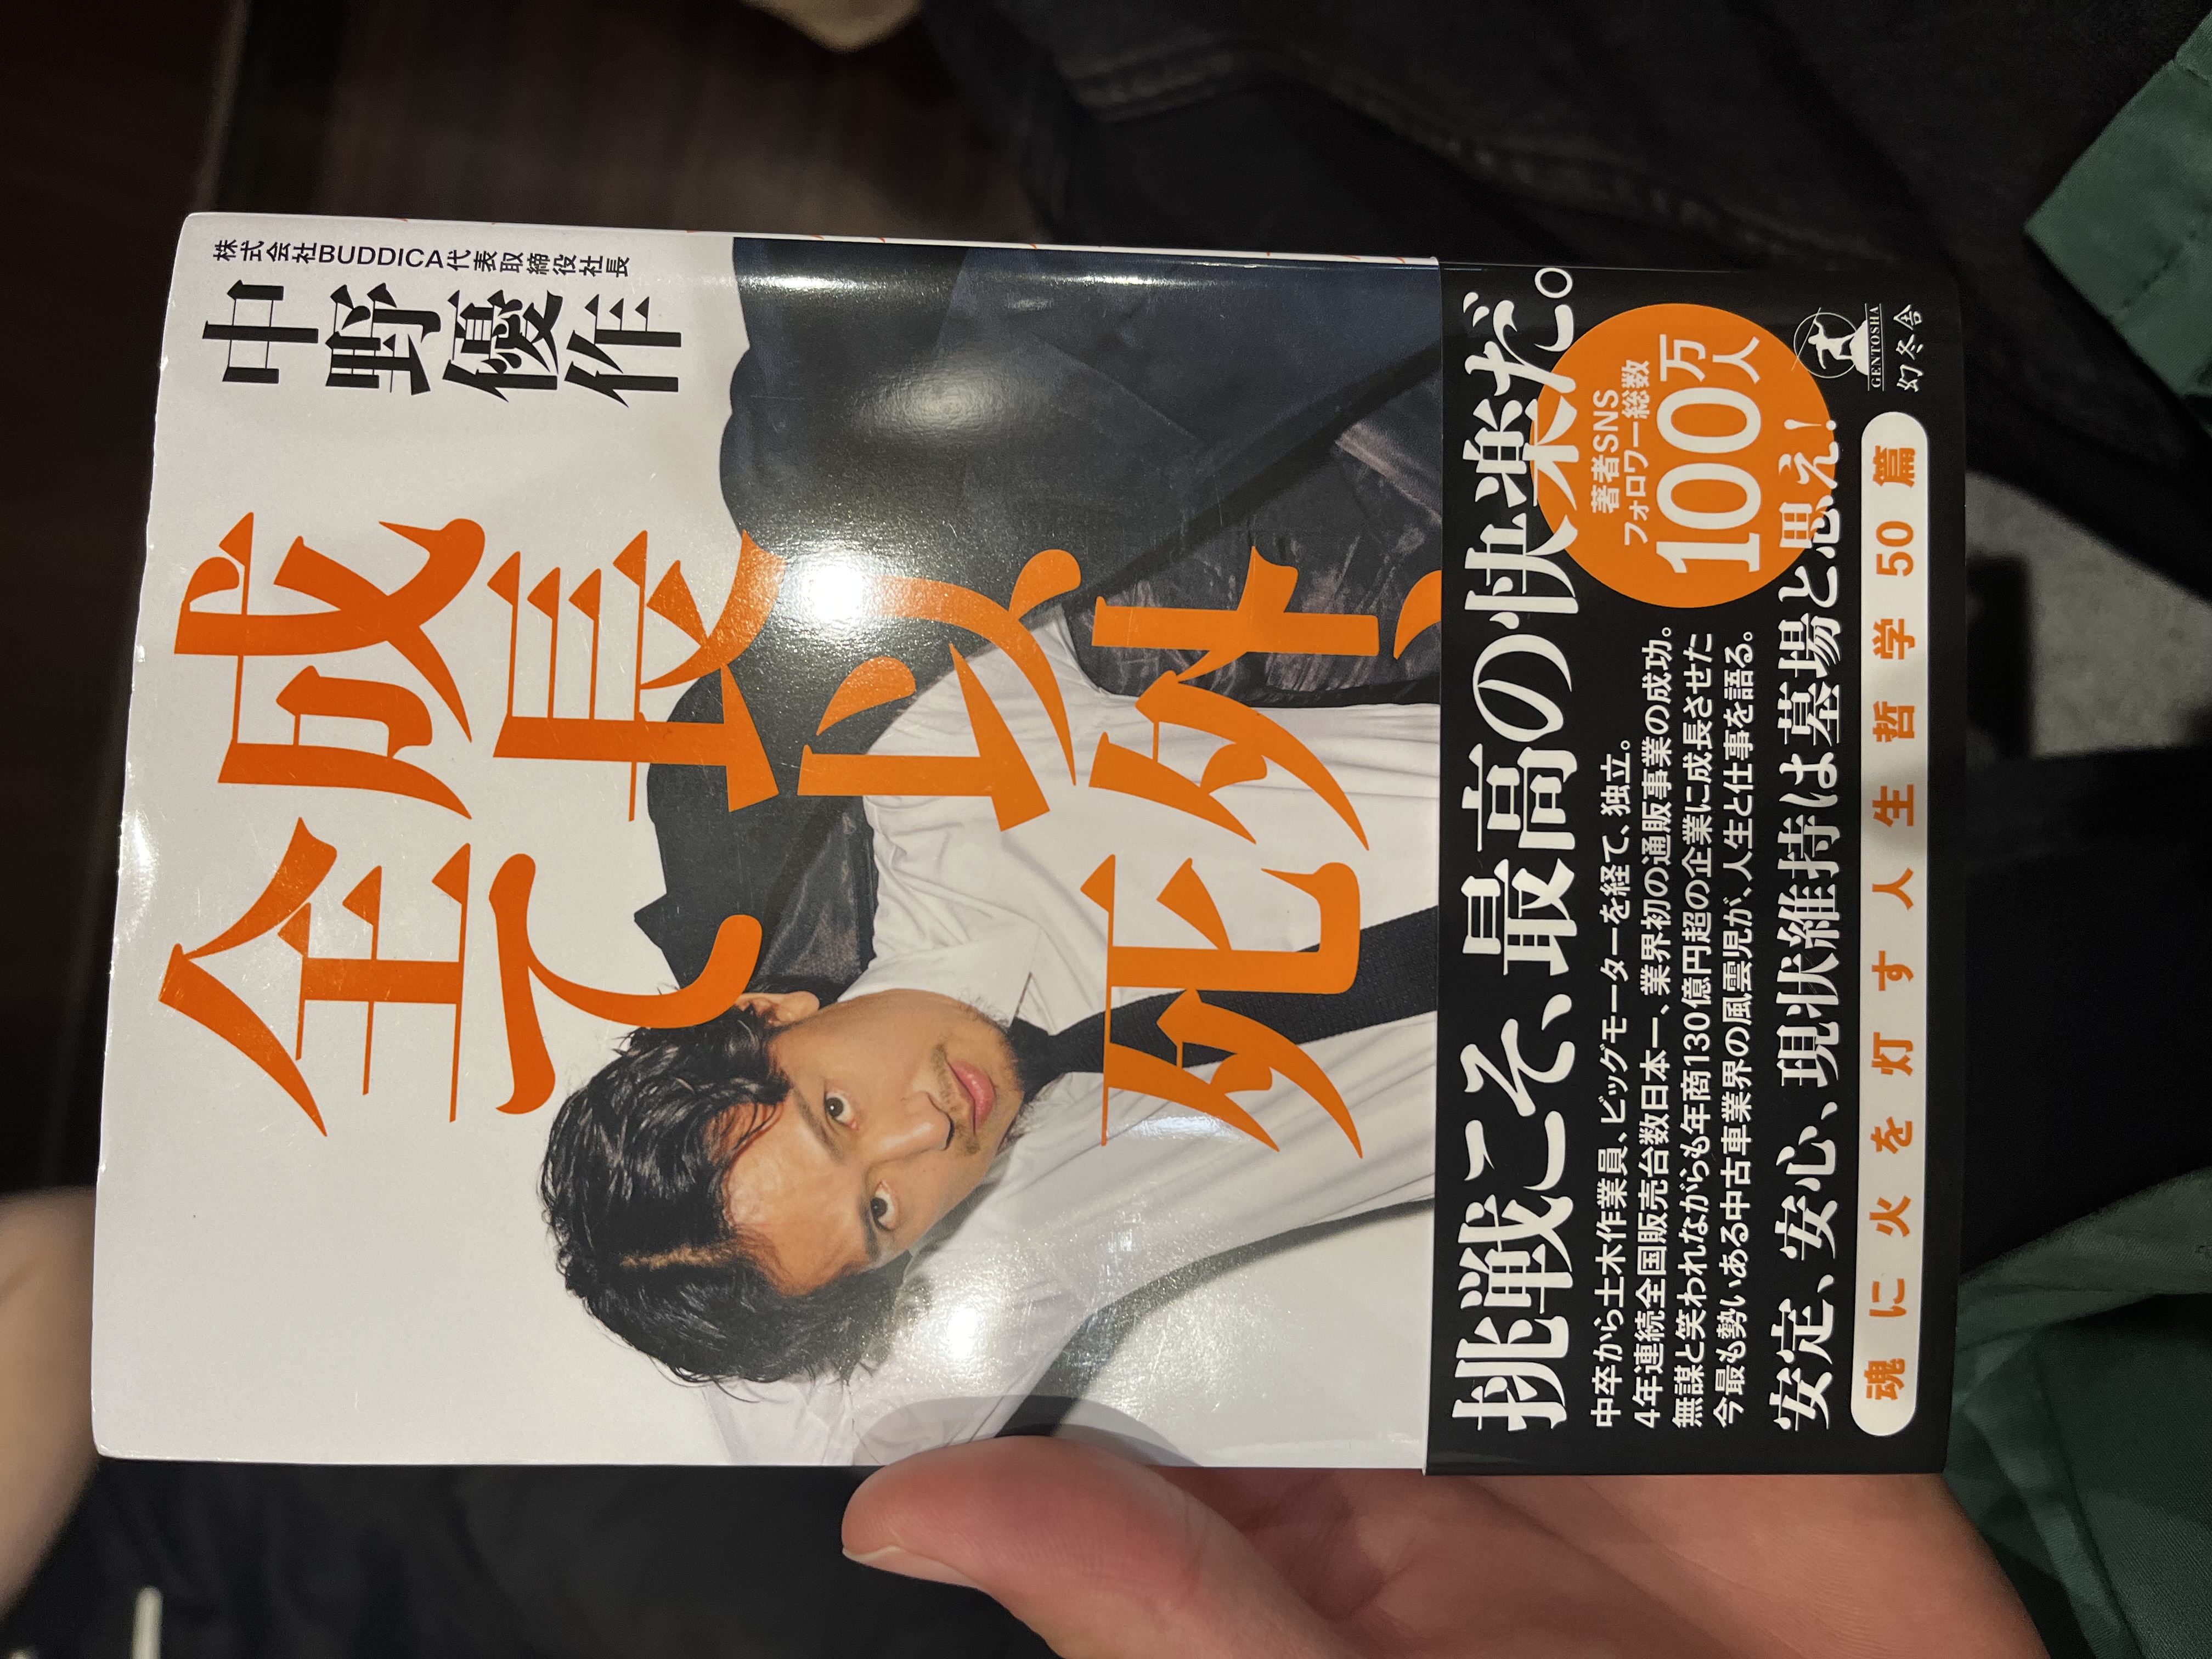 株式会社BUDDICA代表取締役社長
中野優作
成長以外、
全て死
挑戦こそ、最高の快楽だ。
中卒から土木作業員、ビッグモーターを経て、独立。
4年連続全国販売台数日本一、業界初の通販事業の成功。
無謀と笑われながらも年商130億円超の企業に成長させた
今最も勢いある中古車業界の風雲児が、人生と仕事を語る。
著者SNS
フォロワー総数
100万人
安定、安心、現状維持は墓場と思え!
魂に火を灯す人生哲学50篇
GENTOSHA
幻冬舎